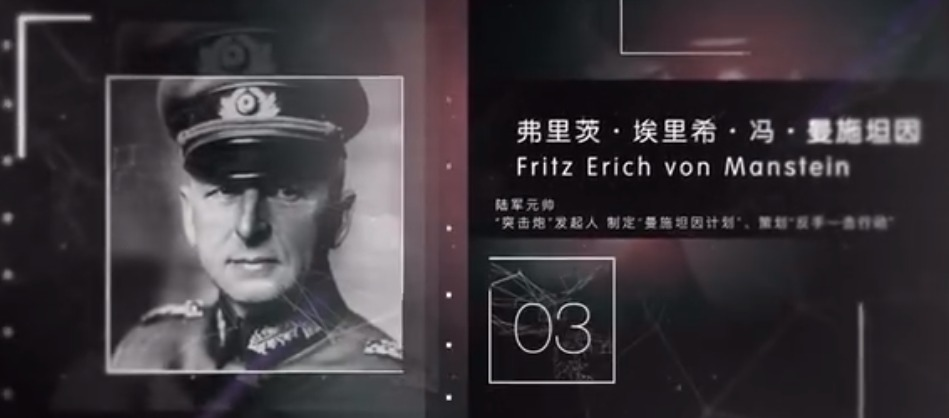 弗里茨·埃里希·冯·曼施坦因
Fritz Erich von Manstein
陆军元帅
“突击炮”发起人 制定“曼施坦因计划”、策划“反手一击行动”
03